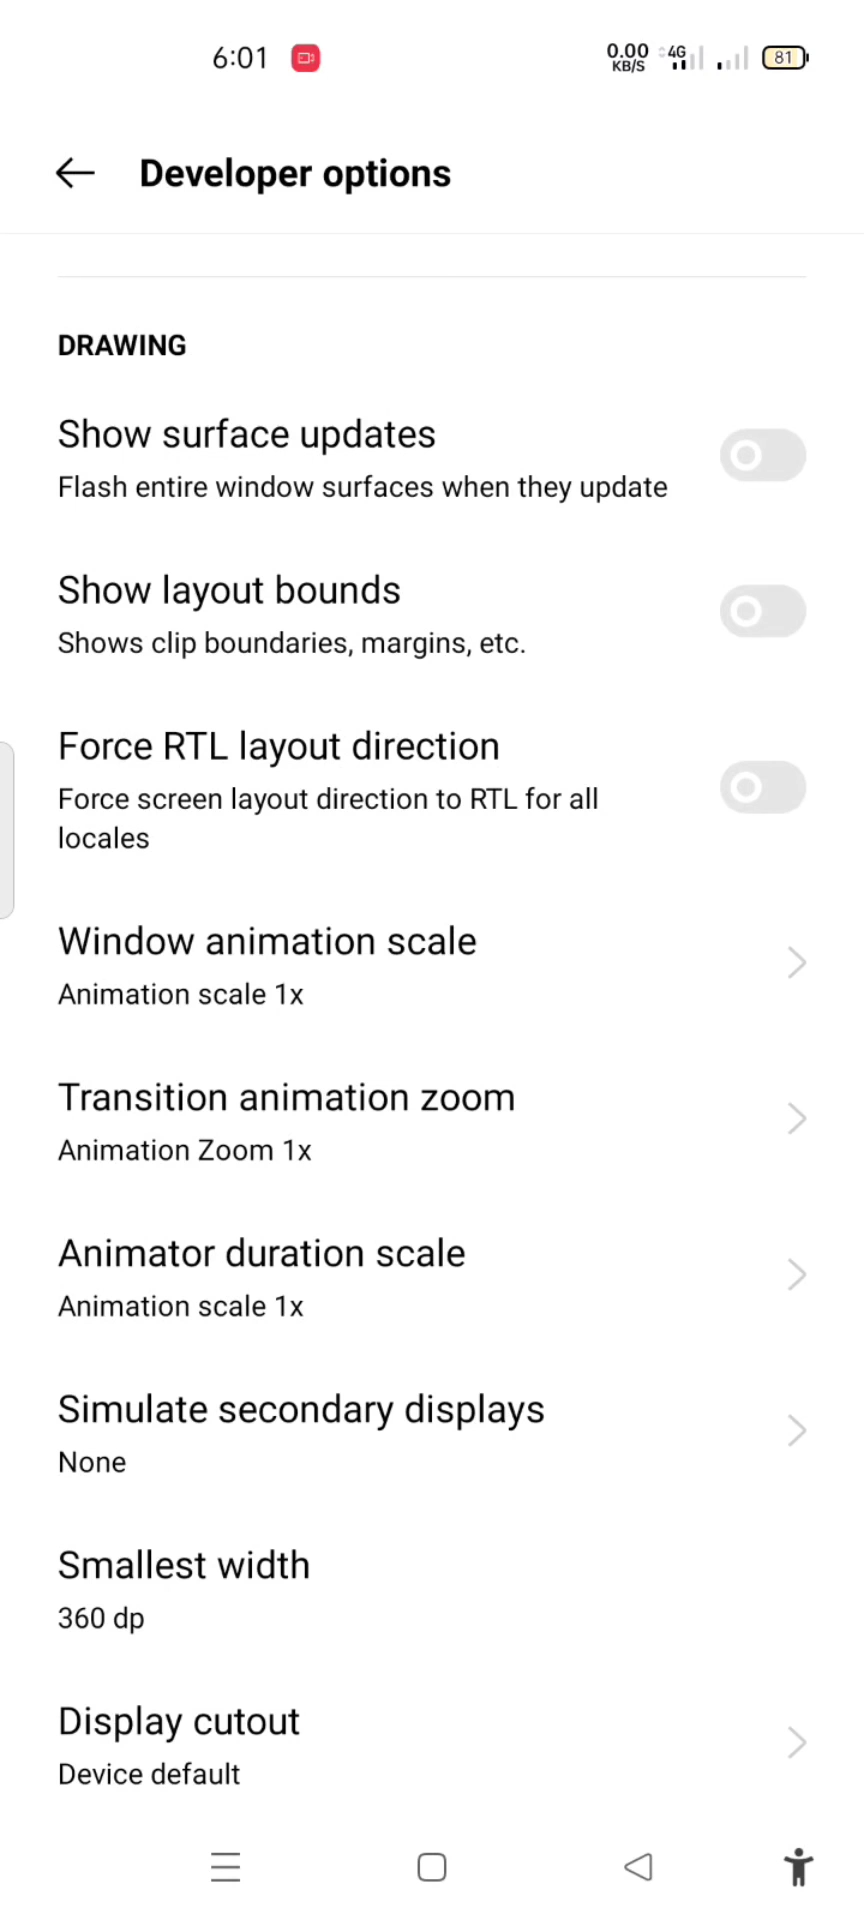 6:01
0.00
KB/S
4G
81
Developer options
DRAWING
Show surface updates
Flash entire window surfaces when they update
Show layout bounds
Shows clip boundaries, margins, etc.
Force RTL layout direction
Force screen layout direction to RTL for all
locales
Window animation scale
Animation scale 1x
Transition animation zoom
Animation Zoom 1x
Animator duration scale
Animation scale 1x
Simulate secondary displays
None
Smallest width
360 dp
Display cutout
Device default